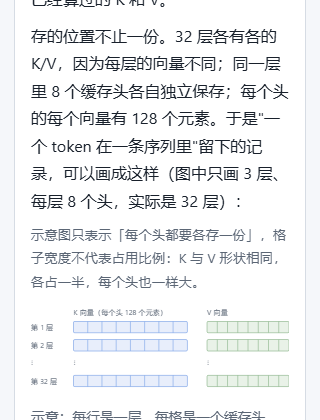 已经算过的 K 和 V。
存的位置不止一份。32 层各有各的
K/V，因为每层的向量不同；同一层
里 8 个缓存头各自独立保存；每个头
的每个向量有 128 个元素。于是"一
个 token 在一条序列里"留下的记
录，可以画成这样（图中只画 3 层、
每层 8 个头，实际是 32 层）：
示意图只表示「每个头都要各存一份」，格
子宽度不代表占用比例：K 与 V 形状相同，
各占一半，每个头也一样大。
K 向量（每个头 128 个元素） V 向量
第 1 层
第 2 层
⋮ ⋮ ⋮
第 32 层
示意：每行是一层，每格是一个缓存头